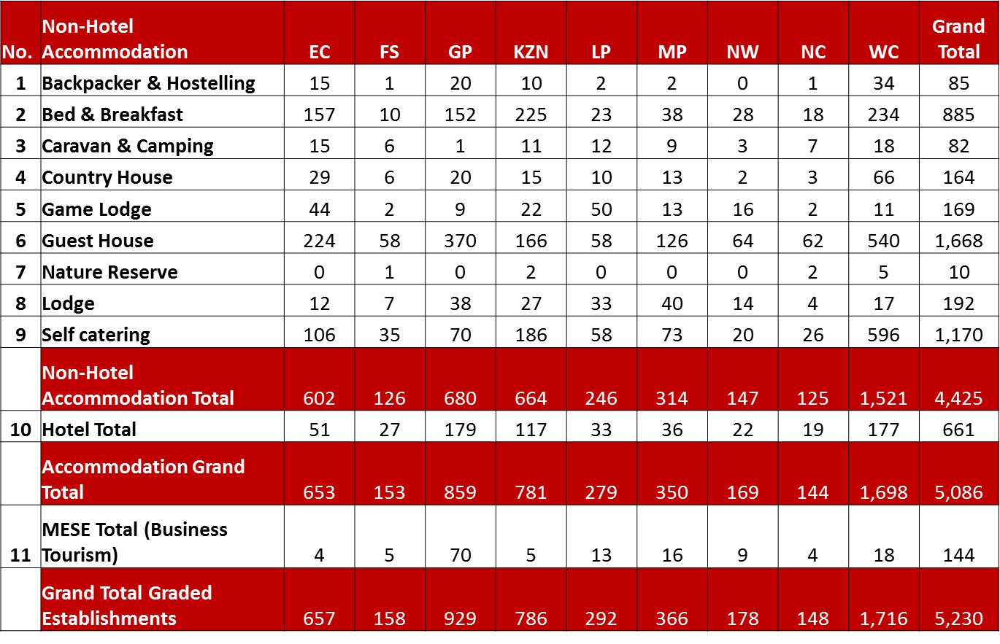 No. Non-Hotel Accommodation EC FS GP KZN LP MP NW NC WC Grand Total
1 Backpacker & Hostelling 15 1 20 10 2 2 0 1 34 85
2 Bed & Breakfast 157 10 152 225 23 38 28 18 234 885
3 Caravan & Camping 15 6 1 11 12 9 3 7 18 82
4 Country House 29 6 20 15 10 13 2 3 66 164
5 Game Lodge 44 2 9 22 50 13 16 2 11 169
6 Guest House 224 58 370 166 58 126 64 62 540 1,668
7 Nature Reserve 0 1 0 2 0 0 0 2 5 10
8 Lodge 12 7 38 27 33 40 14 4 17 192
9 Self catering 106 35 70 186 58 73 20 26 596 1,170
Non-Hotel
Accommodation Total 602 126 680 664 246 314 147 125 1,521 4,425
10 Hotel Total 51 27 179 117 33 36 22 19 177 661
Accommodation Grand
Total 653 153 859 781 279 350 169 144 1,698 5,086
MESE Total (Business
11 Tourism) 4 5 70 5 13 16 9 4 18 144
Grand Total Graded
Establishments 657 158 929 786 292 366 178 148 1,716 5,230